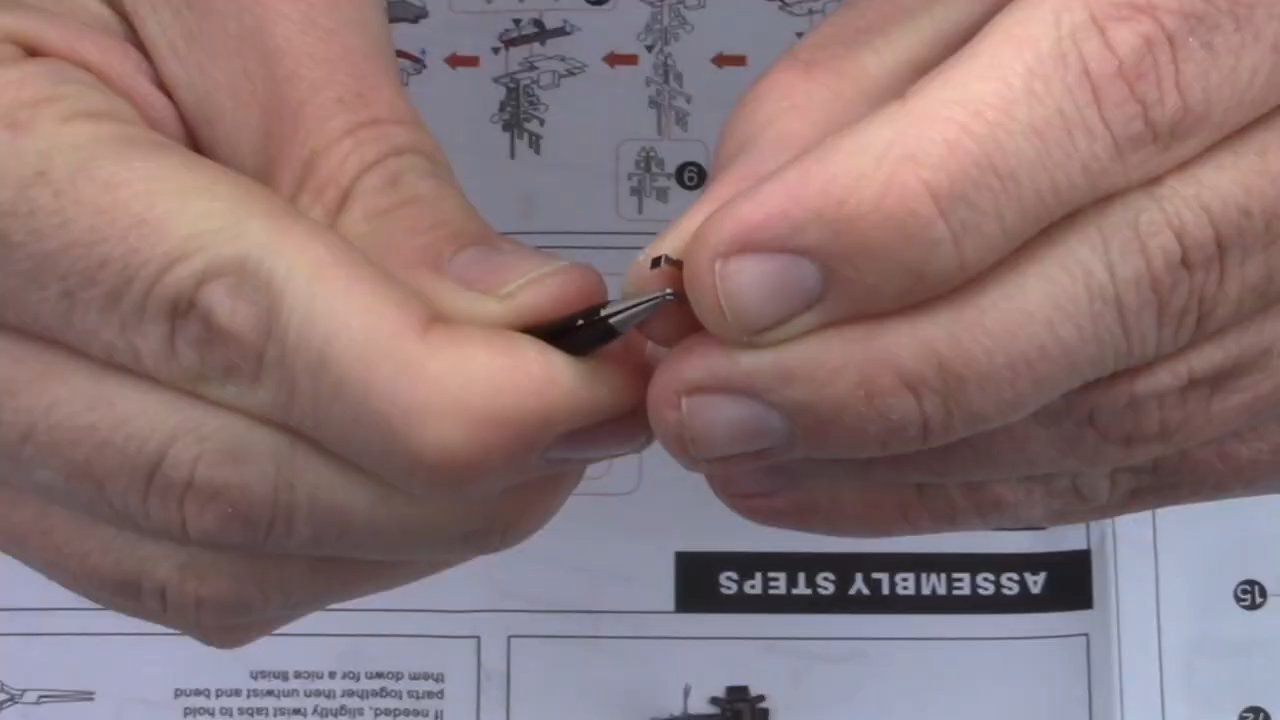 If needed, slightly twist tabs to hold
parts together then untwist and bend
them down for a nice finish
ASSEMBLY STEPS
9
15